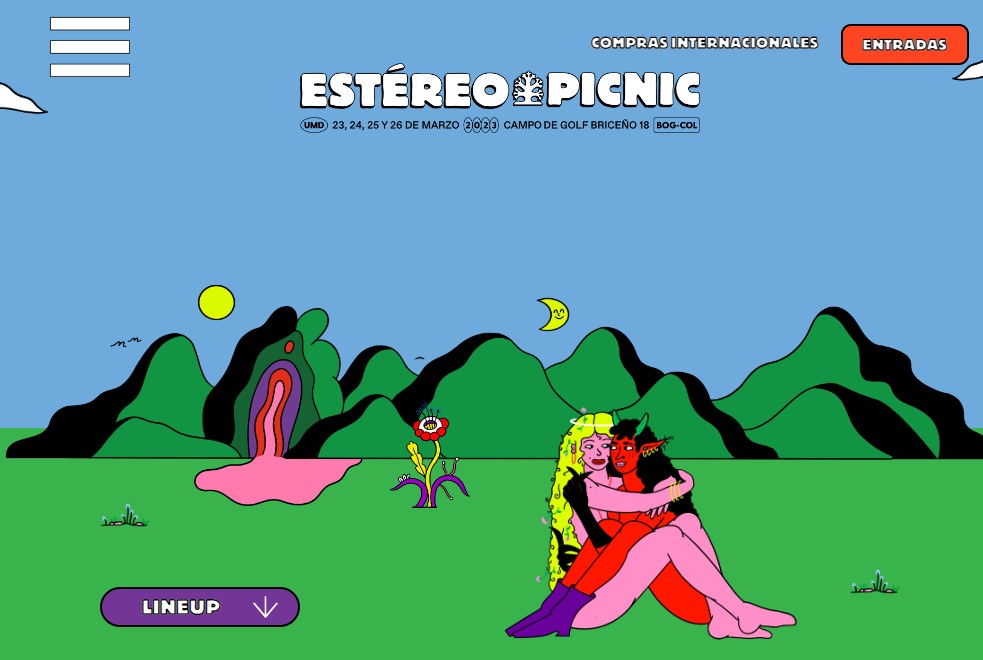 COMPRAS INTERNACIONALES
ENTRADAS
ESTÉREO PICNIC
UMD 23, 24, 25 Y 26 DE MARZO 2023 CAMPO DE GOLF BRICEÑO 18 BOG-COL
LINEUP